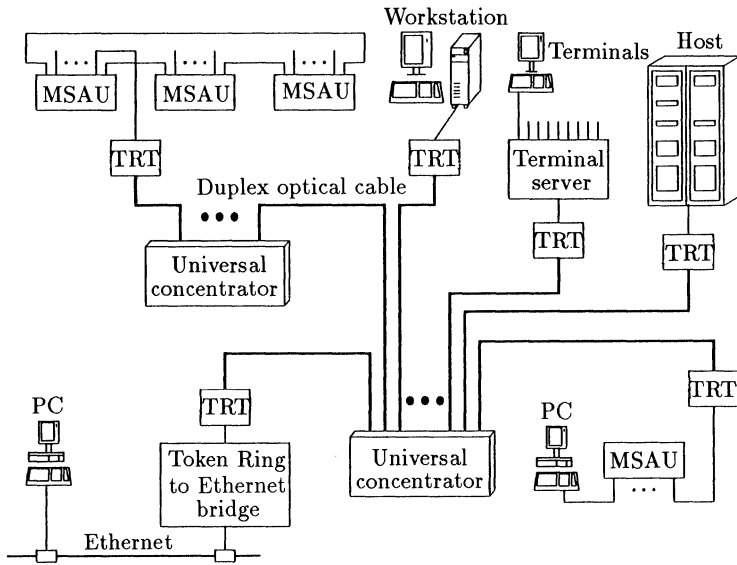 Workstation
Terminals
Host
MSAU
MSAU
MSAU
TRT
TRT
Terminal
server
Duplex optical cable
TRT
TRT
Universal
concentrator
PC
TRT
PC
TRT
Token Ring
to Ethernet
bridge
Universal
concentrator
MSAU
Ethernet